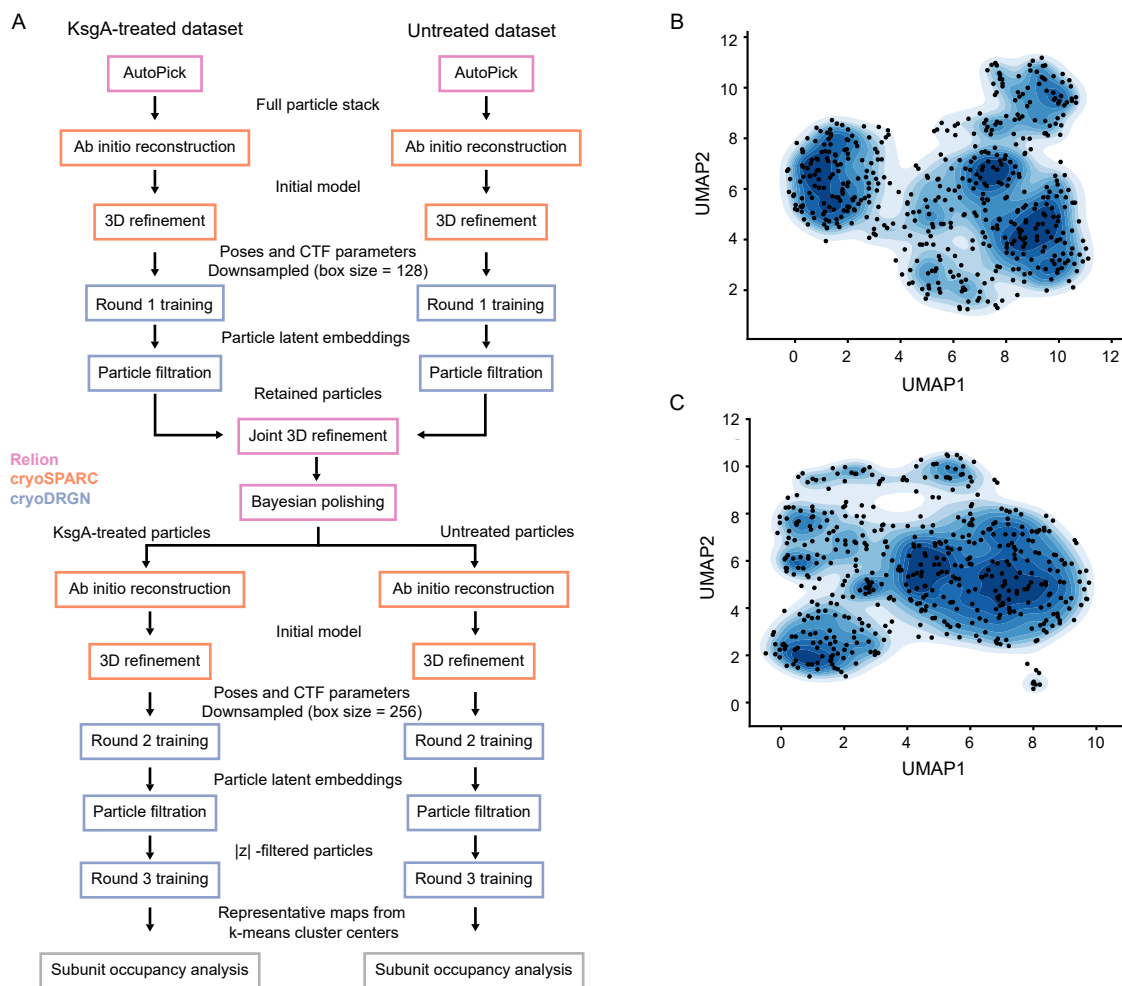 A
KsgA-treated dataset
Untreated dataset
AutoPick
AutoPick
Full particle stack
Ab initio reconstruction
Ab initio reconstruction
Initial model
3D refinement
3D refinement
Poses and CTF parameters
Downsampled (box size = 128)
Round 1 training
Round 1 training
Particle latent embeddings
Particle filtration
Particle filtration
Retained particles
Joint 3D refinement
Relion
cryoSPARC
cryoDRGN
Bayesian polishing
KsgA-treated particles
Untreated particles
Ab initio reconstruction
Ab initio reconstruction
Initial model
3D refinement
3D refinement
Poses and CTF parameters
Downsampled (box size = 256)
Round 2 training
Round 2 training
Particle latent embeddings
Particle filtration
Particle filtration
|z| -filtered particles
Round 3 training
Round 3 training
Representative maps from
k-means cluster centers
Subunit occupancy analysis
Subunit occupancy analysis
B
12
10
8
6
4
2
UMAP2
0 2 4 6 8 10 12
UMAP1
C
12
10
8
6
4
2
0
UMAP2
0 2 4 6 8 10
UMAP1